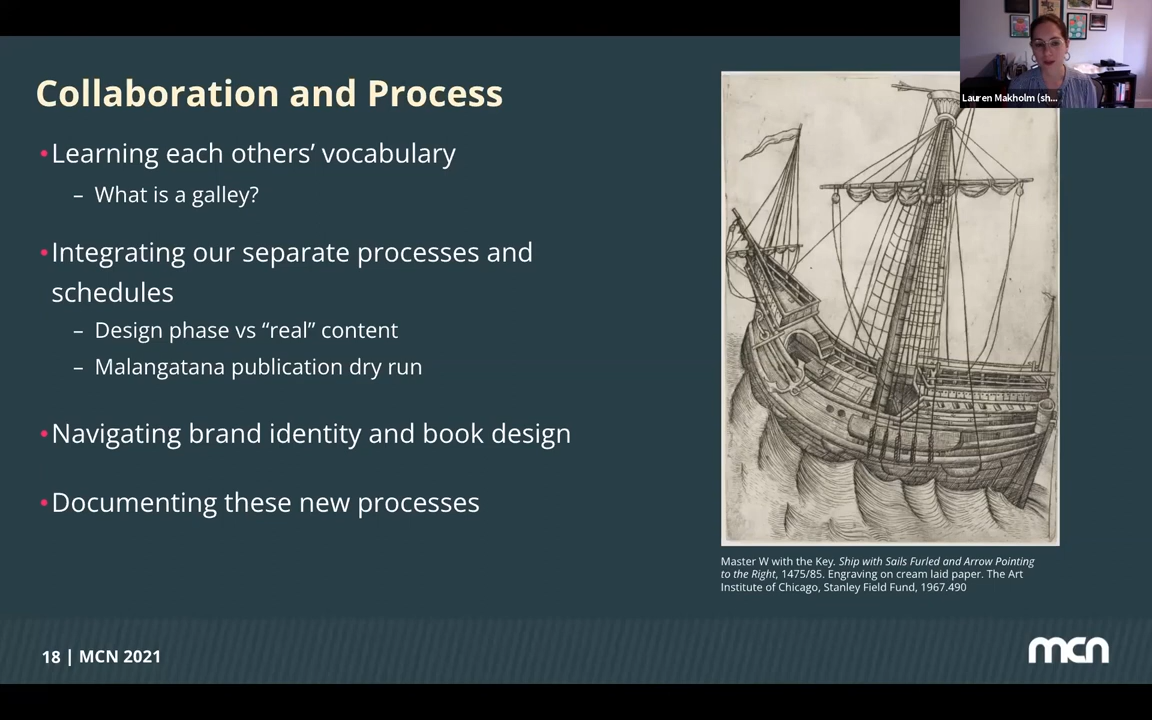 Collaboration and Process
•Learning each others’ vocabulary
– What is a galley?
•Integrating our separate processes and
schedules
– Design phase vs “real” content
– Malangatana publication dry run
•Navigating brand identity and book design
•Documenting these new processes
Lauren Makholm (sh...
Master W with the Key. Ship with Sails Furled and Arrow Pointing
to the Right, 1475/85. Engraving on cream laid paper. The Art
Institute of Chicago, Stanley Field Fund, 1967.490
18 | MCN 2021
mcn